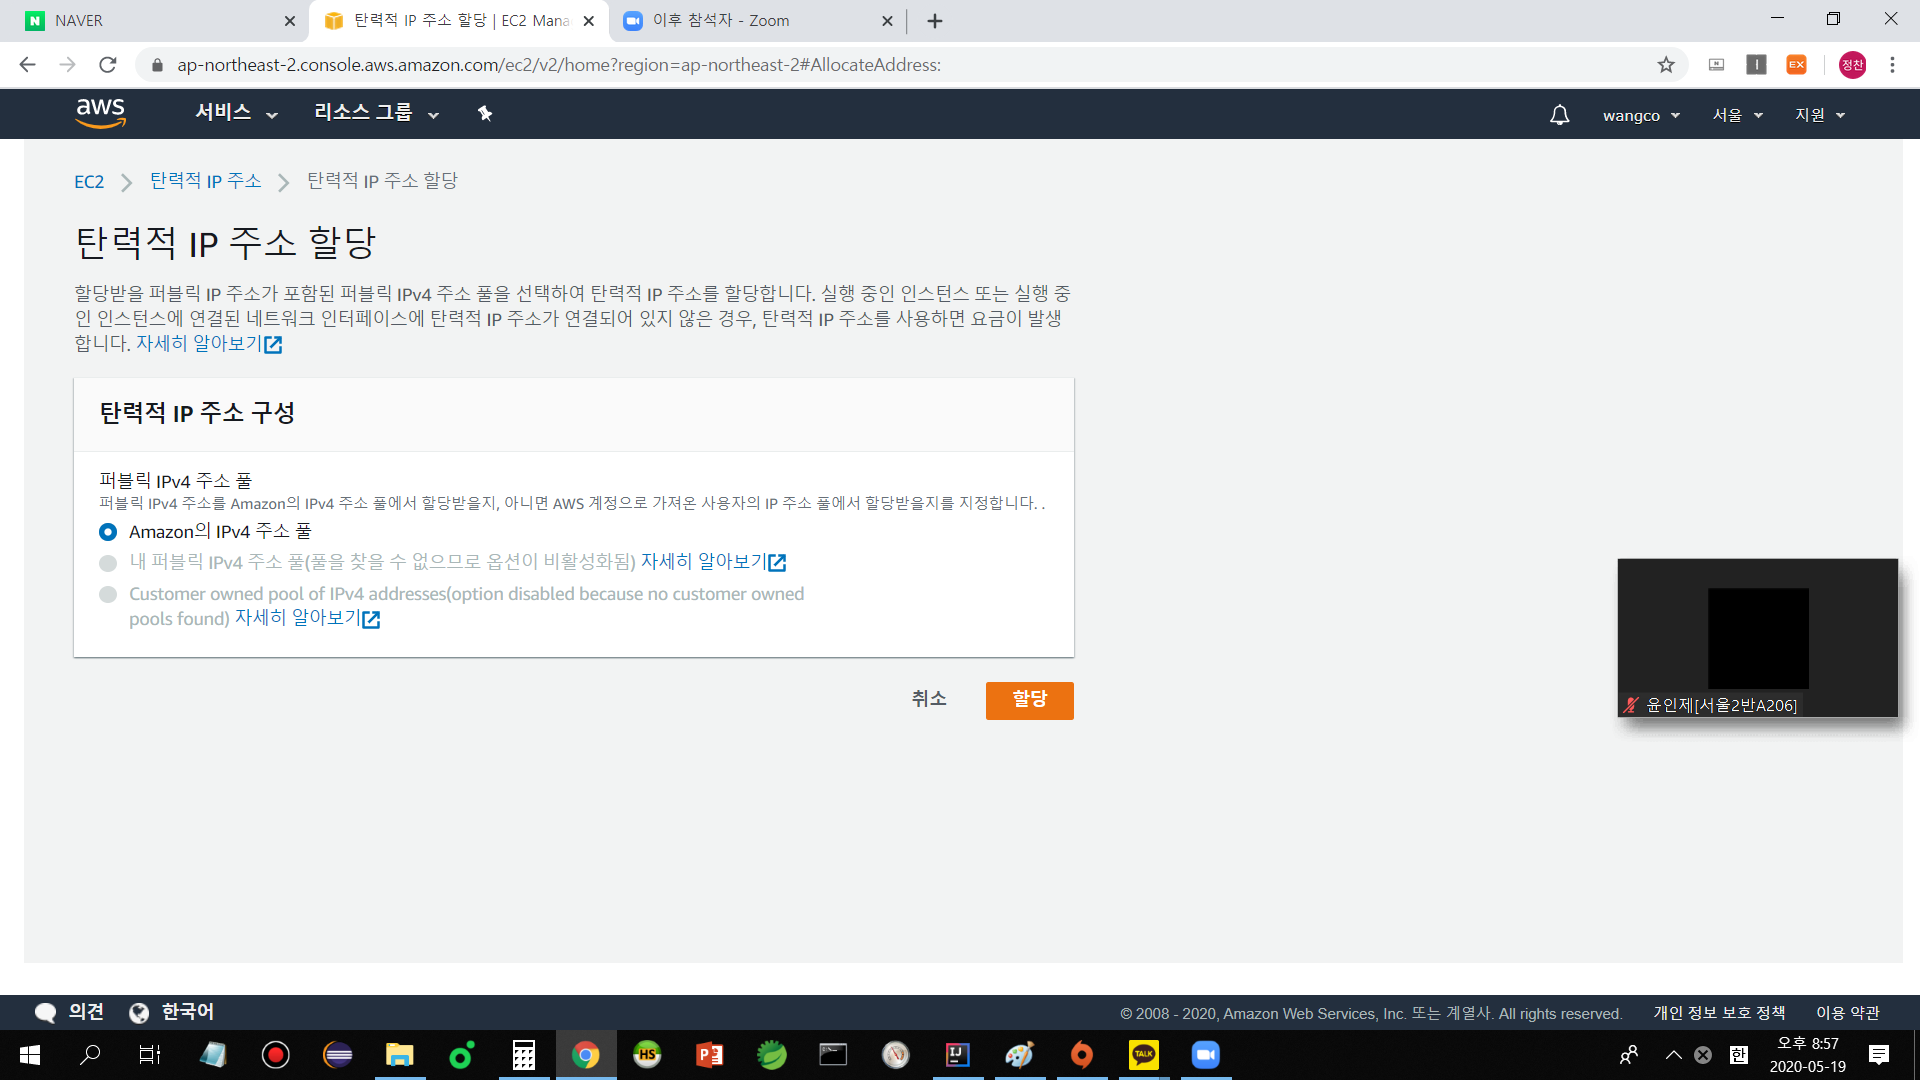 NAVER
탄력적 IP 주소 할당 | EC2 Mana
이후 참석자 - Zoom
ap-northeast-2.console.aws.amazon.com/ec2/v2/home?region=ap-northeast-2#AllocateAddress:
EX
정찬
aws
서비스
리소스 그룹
wangco
서울
지원
EC2
탄력적 IP 주소
탄력적 IP 주소 할당
탄력적 IP 주소 할당
할당받을 퍼블릭 IP 주소가 포함된 퍼블릭 IPv4 주소 풀을 선택하여 탄력적 IP 주소를 할당합니다. 실행 중인 인스턴스 또는 실행 중
인 인스턴스에 연결된 네트워크 인터페이스에 탄력적 IP 주소가 연결되어 있지 않은 경우, 탄력적 IP 주소를 사용하면 요금이 발생
합니다. 자세히 알아보기
탄력적 IP 주소 구성
퍼블릭 IPv4 주소 풀
퍼블릭 IPv4 주소를 Amazon의 IPv4 주소 풀에서 할당받을지, 아니면 AWS 계정으로 가져온 사용자의 IP 주소 풀에서 할당받을지를 지정합니다. .
Amazon의 IPv4 주소 풀
내 퍼블릭 IPv4 주소 풀(풀을 찾을 수 없으므로 옵션이 비활성화됨) 자세히 알아보기
Customer owned pool of IPv4 addresses(option disabled because no customer owned
pools found) 자세히 알아보기
취소
할당
윤인제[서울2반A206]
의견
한국어
© 2008 - 2020, Amazon Web Services, Inc. 또는 계열사. All rights reserved.
개인 정보 보호 정책
이용 약관
HS
IJ
TALK
한
오후 8:57
2020-05-19